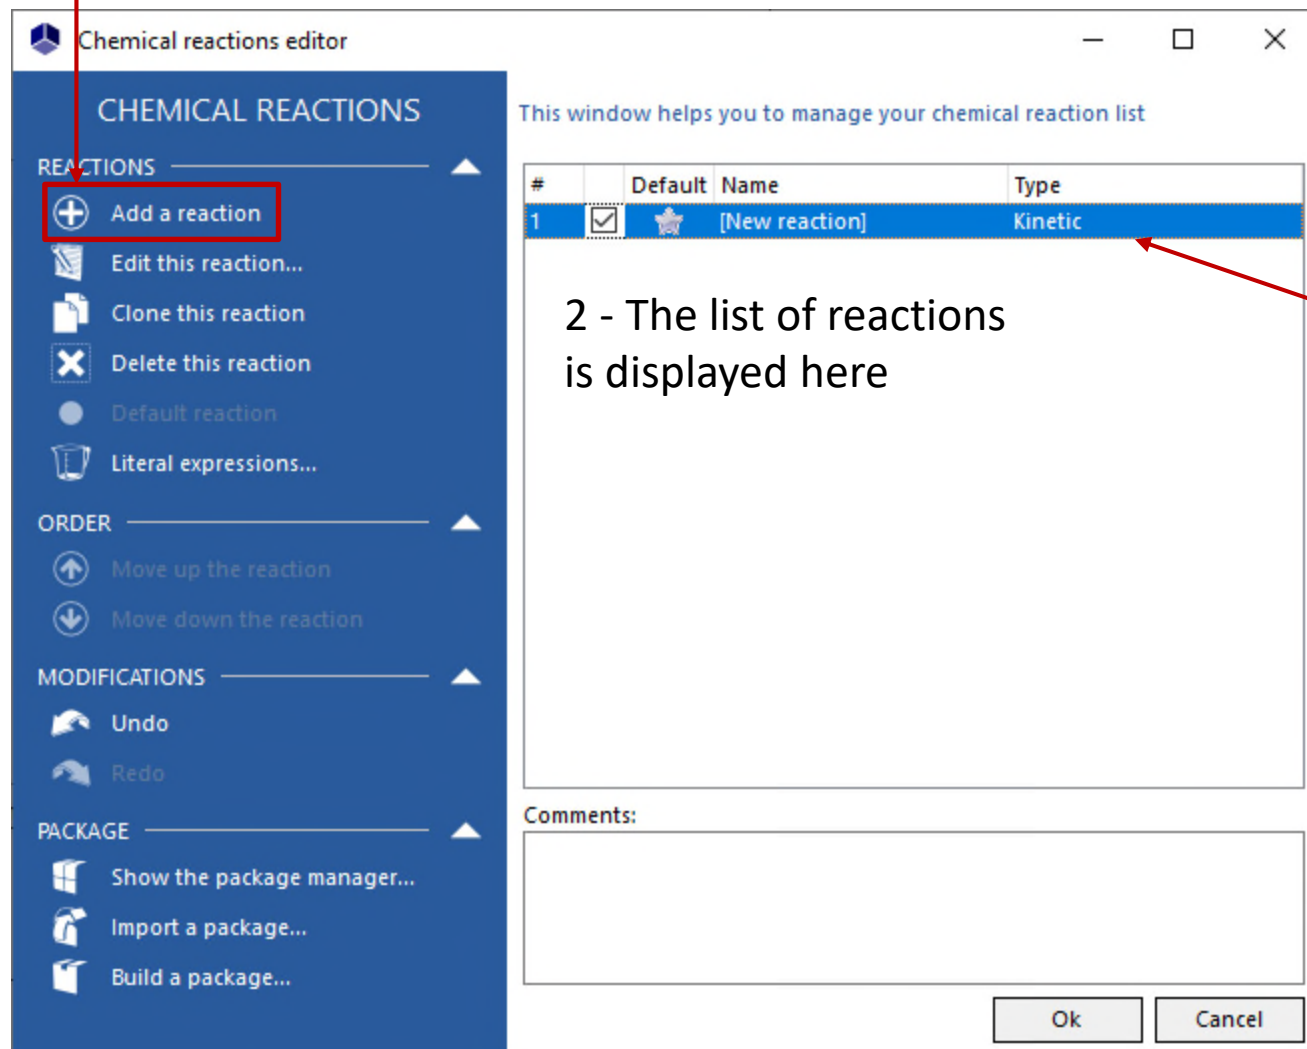 Chemical reactions editor
CHEMICAL REACTIONS
REACTIONS
Add a reaction
Edit this reaction...
Clone this reaction
Delete this reaction
Default reaction
Literal expressions...
ORDER
Move up the reaction
Move down the reaction
MODIFICATIONS
Undo
Redo
PACKAGE
Show the package manager...
Import a package...
Build a package...
This window helps you to manage your chemical reaction list
# Default Name Type
1 [New reaction] Kinetic
2 - The list of reactions
is displayed here
Comments:
Ok Cancel